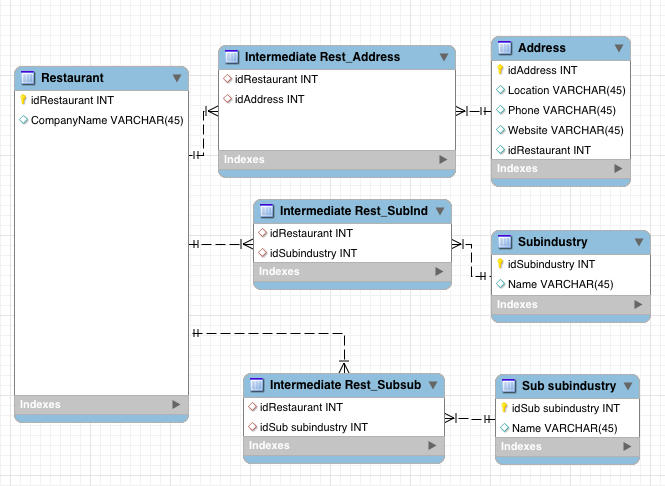 Restaurant
idRestaurant INT
CompanyName VARCHAR(45)
Indexes
Intermediate Rest_Address
idRestaurant INT
idAddress INT
Indexes
Address
idAddress INT
Location VARCHAR(45)
Phone VARCHAR(45)
Website VARCHAR(45)
idRestaurant INT
Indexes
Intermediate Rest_SubInd
idRestaurant INT
idSubindustry INT
Indexes
Subindustry
idSubindustry INT
Name VARCHAR(45)
Indexes
Intermediate Rest_Subsub
idRestaurant INT
idSub subindustry INT
Indexes
Sub subindustry
idSub subindustry INT
Name VARCHAR(45)
Indexes